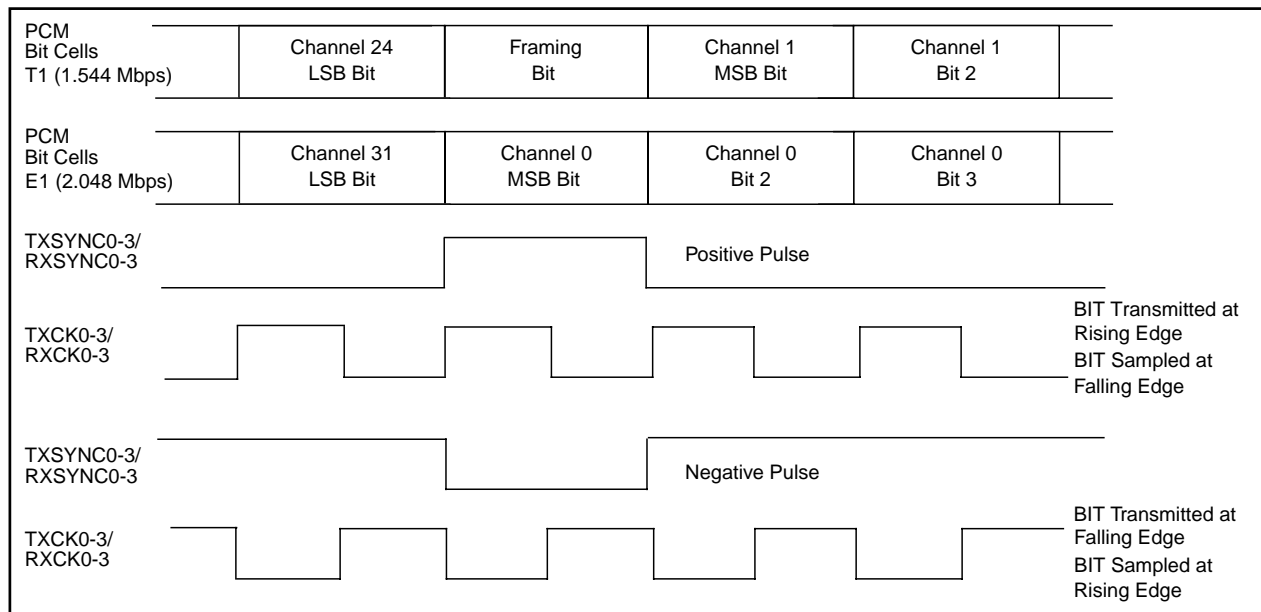 PCM
Bit Cells
T1 (1.544 Mbps)
Channel 24
LSB Bit
Framing
Bit
Channel 1
MSB Bit
Channel 1
Bit 2
PCM
Bit Cells
E1 (2.048 Mbps)
Channel 31
LSB Bit
Channel 0
MSB Bit
Channel 0
Bit 2
Channel 0
Bit 3
TXSYNC0-3/
RXSYNC0-3
Positive Pulse
TXCK0-3/
RXCK0-3
BIT Transmitted at
Rising Edge
BIT Sampled at
Falling Edge
TXSYNC0-3/
RXSYNC0-3
Negative Pulse
TXCK0-3/
RXCK0-3
BIT Transmitted at
Falling Edge
BIT Sampled at
Rising Edge